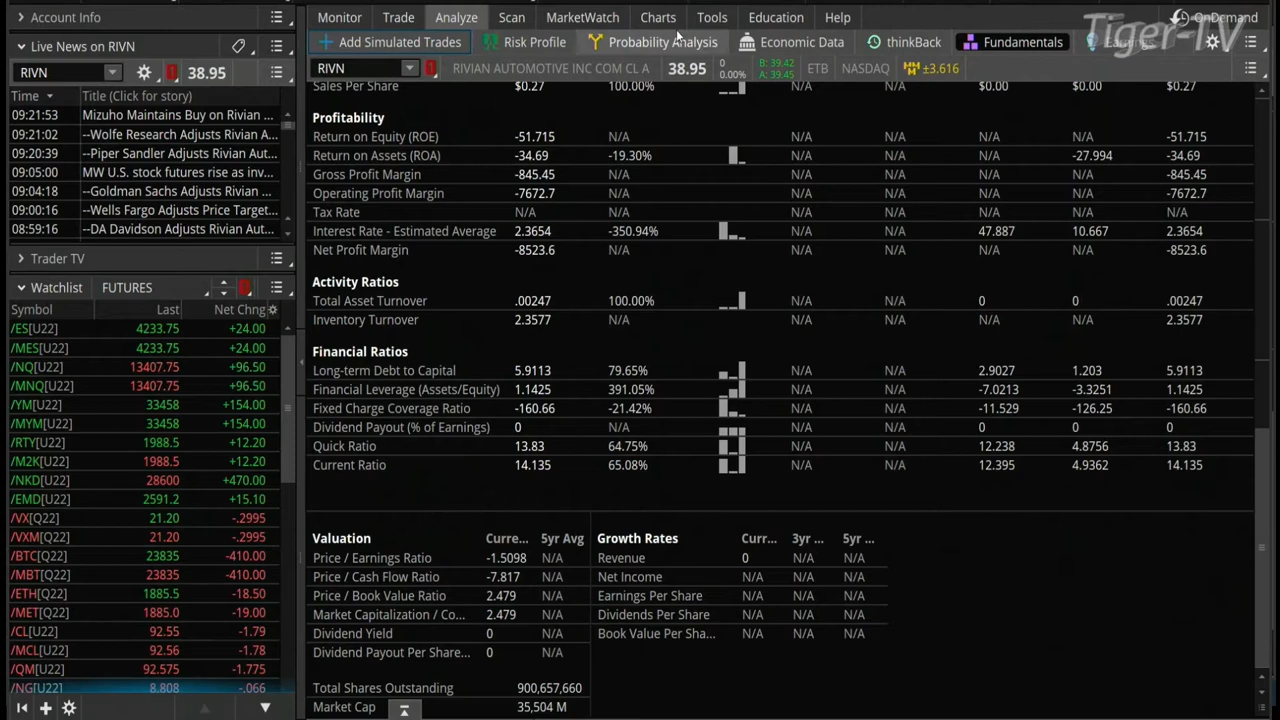 Account Info
Live News on RIVN
RIVN 38.95
Time Title (Click for story)
09:21:53 Mizuho Maintains Buy on Rivian ...
09:21:02 --Wolfe Research Adjusts Rivian A...
09:20:39 --Piper Sandler Adjusts Rivian Aut...
09:05:00 MW U.S. stock futures rise as inv...
09:04:18 --Goldman Sachs Adjusts Rivian ...
09:00:16 --Wells Fargo Adjusts Price Target...
08:59:16 --DA Davidson Adjusts Rivian Aut...
Trader TV
Watchlist FUTURES
Symbol Last Net Chng
/ES[U22] 4233.75 +24.00
/MES[U22] 4233.75 +24.00
/NQ[U22] 13407.75 +96.50
/MNQ[U22] 13407.75 +96.50
/YM[U22] 33458 +154.00
/MYM[U22] 33458 +154.00
/RTY[U22] 1988.5 +12.20
/M2K[U22] 1988.5 +12.20
/NKD[U22] 28600 +470.00
/EMD[U22] 2591.2 +15.10
/VX[Q22] 21.20 -.2995
/VXM[Q22] 21.20 -.2995
/BTC[Q22] 23835 -410.00
/MBT[Q22] 23835 -410.00
/ETH[Q22] 1885.5 -18.50
/MET[Q22] 1885.0 -19.00
/CL[U22] 92.55 -1.79
/MCL[U22] 92.56 -1.78
/QM[U22] 92.575 -1.775
/NG[U22] 8.808 -.066
Monitor Trade Analyze Scan MarketWatch Charts Tools Education Help
Tiger-TV
OnDemand
Add Simulated Trades Risk Profile Probability Analysis Economic Data thinkBack Fundamentals Earnings
RIVN RIVIAN AUTOMOTIVE INC COM CL A 38.95 0 0.00% B: 39.42 A: 39.45 ETB NASDAQ ±3.616
Sales Per Share $0.27 100.00% N/A N/A $0.00 $0.00 $0.27
Profitability
Return on Equity (ROE) -51.715 N/A N/A N/A N/A N/A -51.715
Return on Assets (ROA) -34.69 -19.30% N/A N/A N/A -27.994 -34.69
Gross Profit Margin -845.45 N/A N/A N/A N/A N/A -845.45
Operating Profit Margin -7672.7 N/A N/A N/A N/A N/A -7672.7
Tax Rate N/A N/A N/A N/A N/A N/A N/A
Interest Rate - Estimated Average 2.3654 -350.94% N/A N/A 47.887 10.667 2.3654
Net Profit Margin -8523.6 N/A N/A N/A N/A N/A -8523.6
Activity Ratios
Total Asset Turnover .00247 100.00% N/A N/A 0 0 .00247
Inventory Turnover 2.3577 N/A N/A N/A N/A N/A 2.3577
Financial Ratios
Long-term Debt to Capital 5.9113 79.65% N/A N/A 2.9027 1.203 5.9113
Financial Leverage (Assets/Equity) 1.1425 391.05% N/A N/A -7.0213 -3.3251 1.1425
Fixed Charge Coverage Ratio -160.66 -21.42% N/A N/A -11.529 -126.25 -160.66
Dividend Payout (% of Earnings) 0 N/A N/A N/A 0 0 0
Quick Ratio 13.83 64.75% N/A N/A 12.238 4.8756 13.83
Current Ratio 14.135 65.08% N/A N/A 12.395 4.9362 14.135
Valuation Curre... 5yr Avg
Price / Earnings Ratio -1.5098 N/A
Price / Cash Flow Ratio -7.817 N/A
Price / Book Value Ratio 2.479 N/A
Market Capitalization / Co... 2.479 N/A
Dividend Yield 0 N/A
Dividend Payout Per Share... 0 N/A
Total Shares Outstanding 900,657,660
Market Cap 35,504 M
Growth Rates Curr... 3yr ... 5yr ...
Revenue 0 N/A N/A
Net Income N/A N/A N/A
Earnings Per Share N/A N/A N/A
Dividends Per Share N/A N/A N/A
Book Value Per Sha... N/A N/A N/A